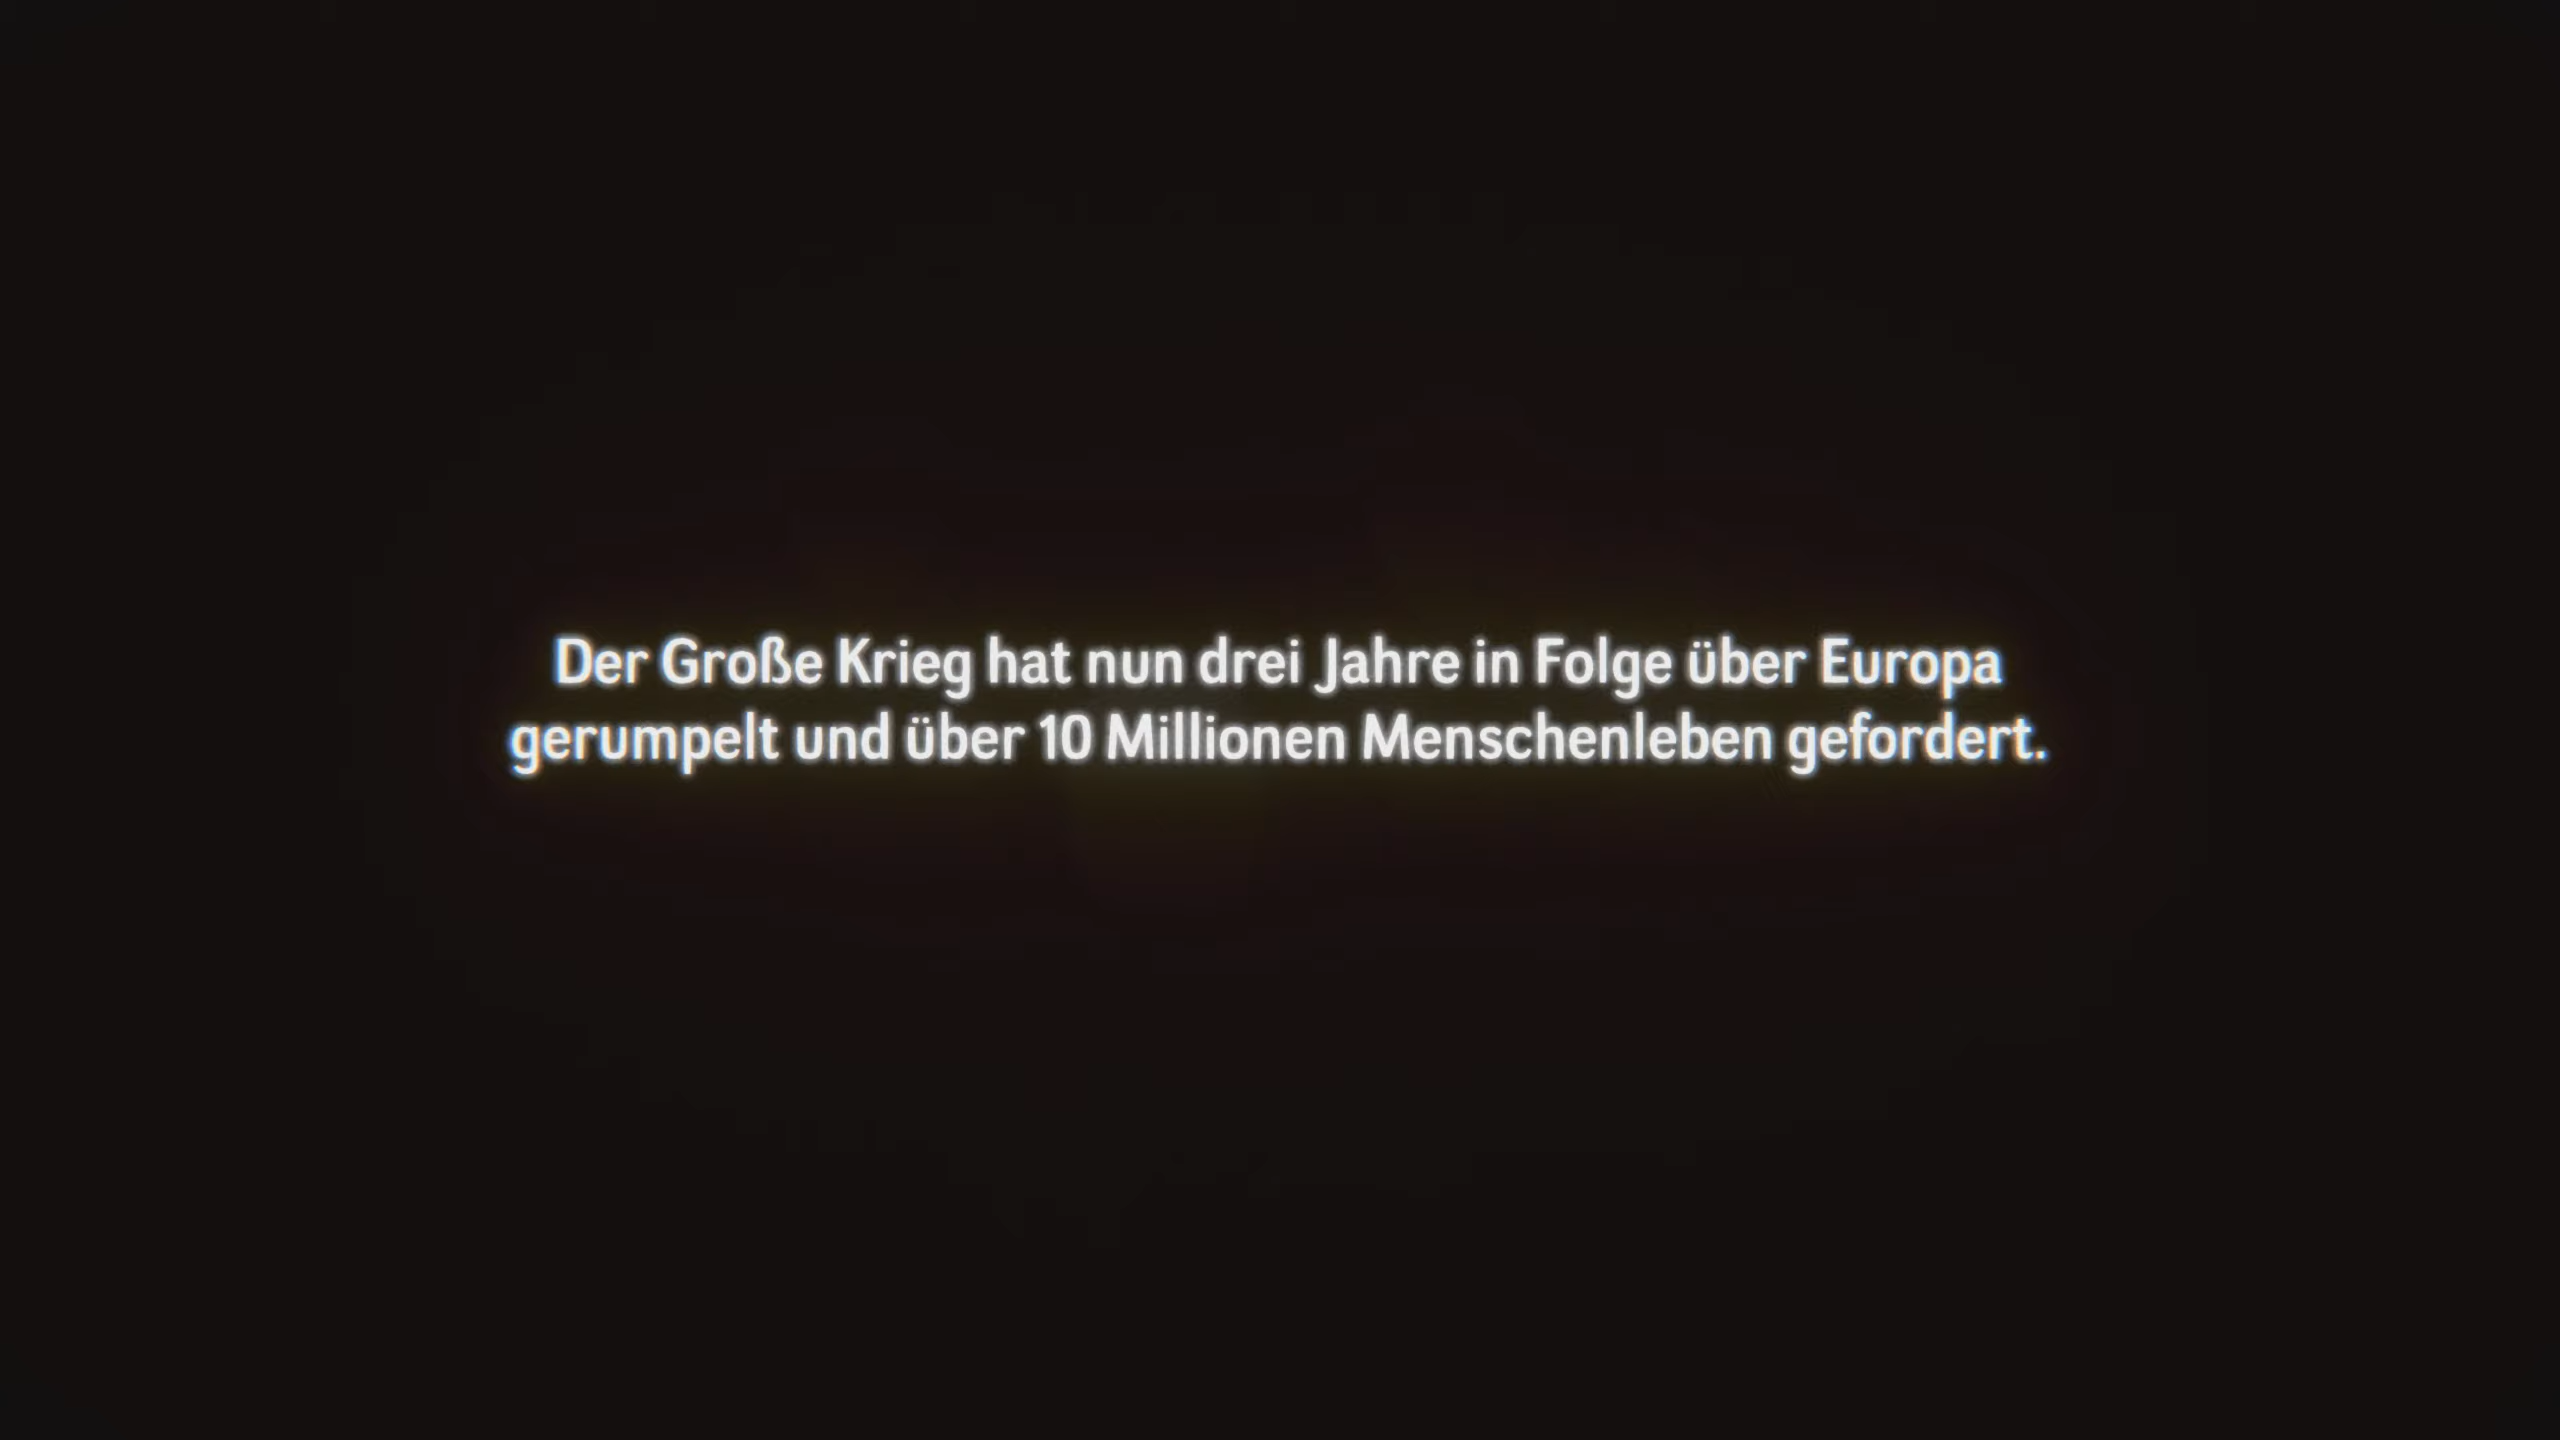 Der Große Krieg hat nun drei Jahre in Folge über Europa
gerumpelt und über 10 Millionen Menschenleben gefordert.